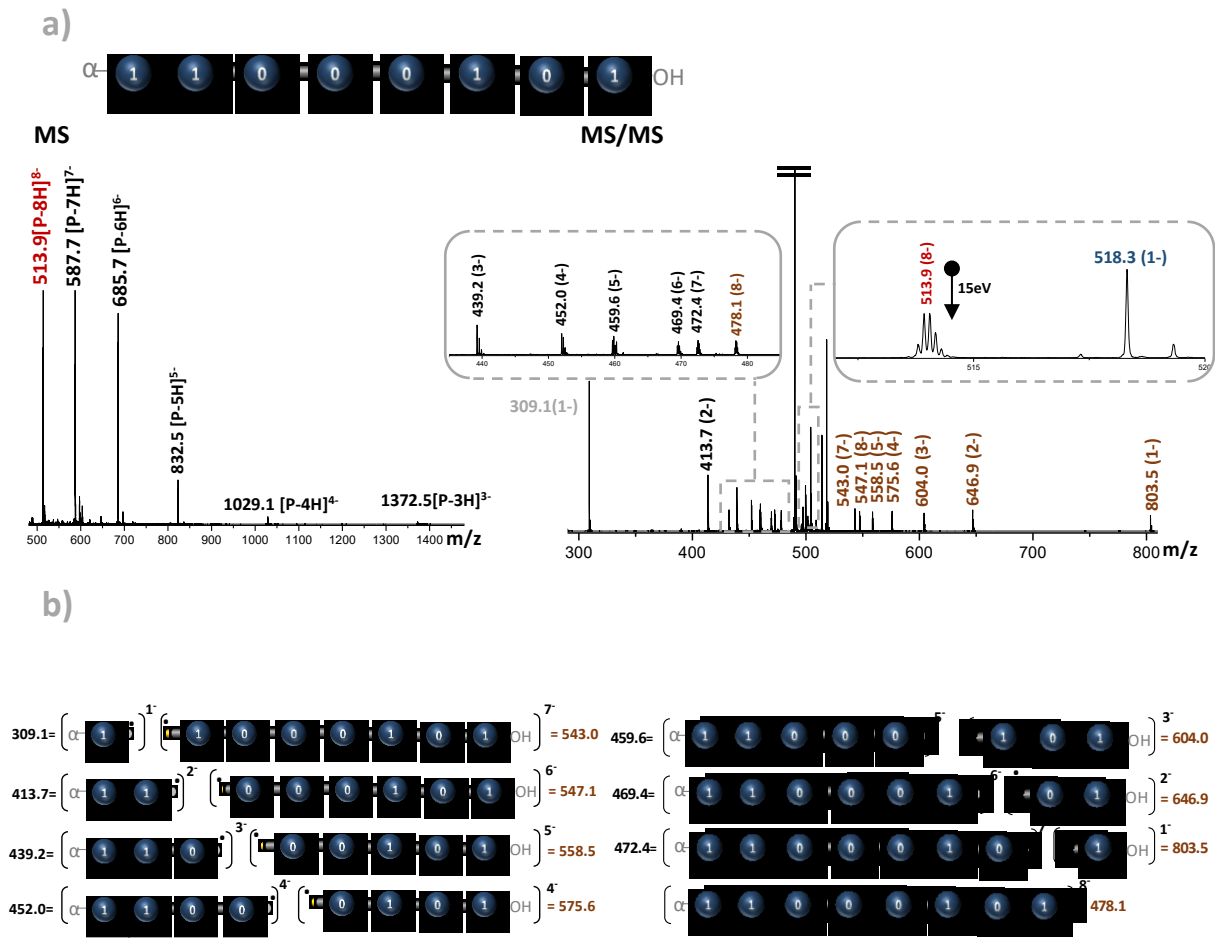 a)
α 1 1 0 0 0 1 0 1 OH
MS
513.9[P-8H]8-
587.7 [P-7H]7-
685.7 [P-6H]6-
832.5 [P-5H]5-
1029.1 [P-4H]4-
1372.5[P-3H]3-
500 600 700 800 900 1000 1100 1200 1300 1400 m/z
MS/MS
439.2 (3-)
452.0 (4-)
459.6 (5-)
469.4 (6-)
472.4 (7-)
478.1 (8-)
440 450 460 470 480
513.9 (8-)
15eV
518.3 (1-)
515 520
309.1(1-)
413.7 (2-)
543.0 (7-)
547.1 (8-)
558.5 (5-)
575.6 (4-)
604.0 (3-)
646.9 (2-)
803.5 (1-)
300 400 500 600 700 800 m/z
b)
309.1= α 1 1- 1 0 0 0 1 0 1 OH 7- = 543.0
413.7= α 1 1 2- 0 0 0 1 0 1 OH 6- = 547.1
439.2= α 1 1 0 3- 0 0 1 0 1 OH 5- = 558.5
452.0= α 1 1 0 0 4- 0 1 0 1 OH 4- = 575.6
459.6= α 1 1 0 0 0 5- 1 0 1 OH 3- = 604.0
469.4= α 1 1 0 0 0 1 6- 0 1 OH 2- = 646.9
472.4= α 1 1 0 0 0 1 0 1 OH 1- = 803.5
α 1 1 0 0 0 1 0 1 8- 478.1